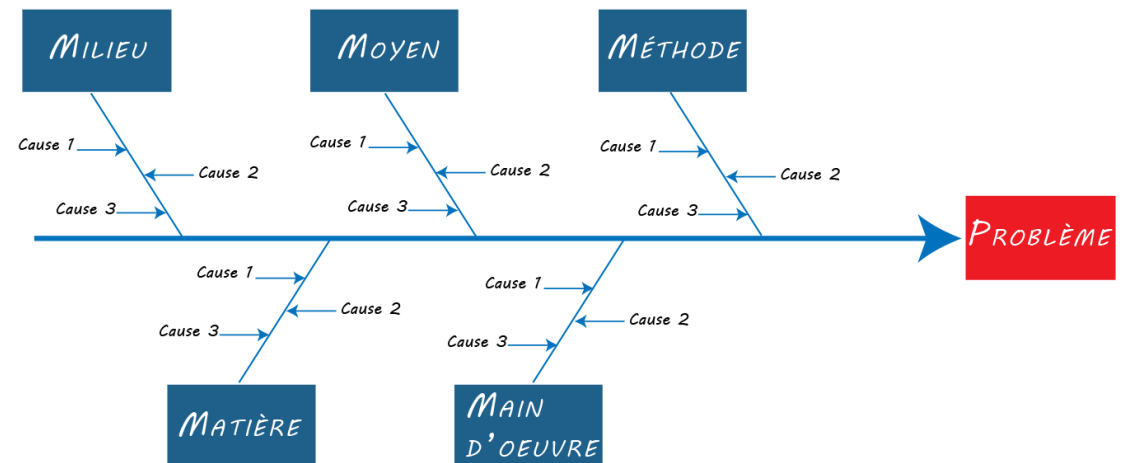 MILIEU
MOYEN
MÉTHODE
Cause 1
Cause 2
Cause 3
Cause 1
Cause 2
Cause 3
Cause 1
Cause 2
Cause 3
PROBLÈME
Cause 1
Cause 2
Cause 3
Cause 1
Cause 2
Cause 3
MATIÈRE
MAIN
D'OEUVRE